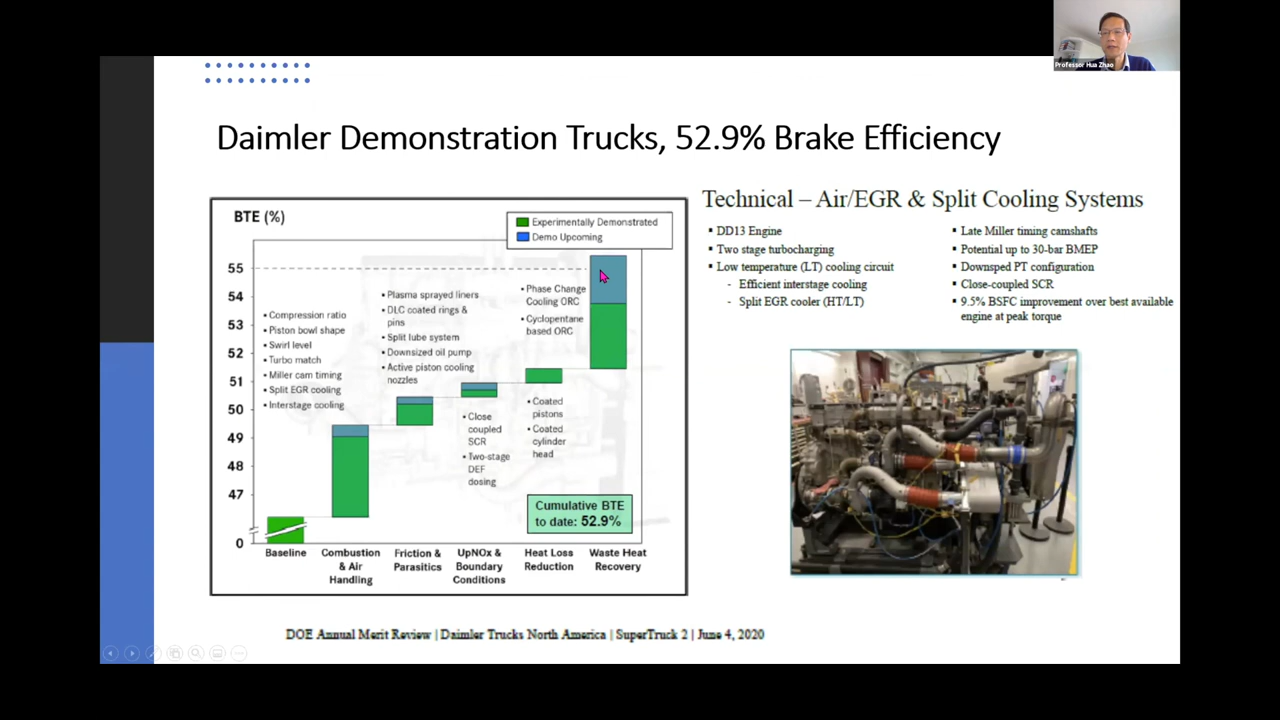 Professor Hua Zhao
Daimler Demonstration Trucks, 52.9% Brake Efficiency
BTE (%)
Experimentally Demonstrated
Demo Upcoming
55
54
53
52
51
50
49
48
47
0
• Compression ratio
• Piston bowl shape
• Swirl level
• Turbo match
• Miller cam timing
• Split EGR cooling
• Interstage cooling
• Plasma sprayed liners
• DLC coated rings &
pins
• Split lube system
• Downsized oil pump
• Active piston cooling
nozzles
• Close
coupled
SCR
• Two-stage
DEF
dosing
• Phase Change
Cooling ORC
• Cyclopentane
based ORC
• Coated
pistons
• Coated
cylinder
head
Cumulative BTE
to date: 52.9%
Baseline
Combustion
& Air
Handling
Friction &
Parasitics
UpNOx &
Boundary
Conditions
Heat Loss
Reduction
Waste Heat
Recovery
Technical – Air/EGR & Split Cooling Systems
▪ DD13 Engine
▪ Two stage turbocharging
▪ Low temperature (LT) cooling circuit
- Efficient interstage cooling
- Split EGR cooler (HT/LT)
▪ Late Miller timing camshafts
▪ Potential up to 30-bar BMEP
▪ Downsped PT configuration
▪ Close-coupled SCR
▪ 9.5% BSFC improvement over best available
engine at peak torque
DOE Annual Merit Review | Daimler Trucks North America | SuperTruck 2 | June 4, 2020